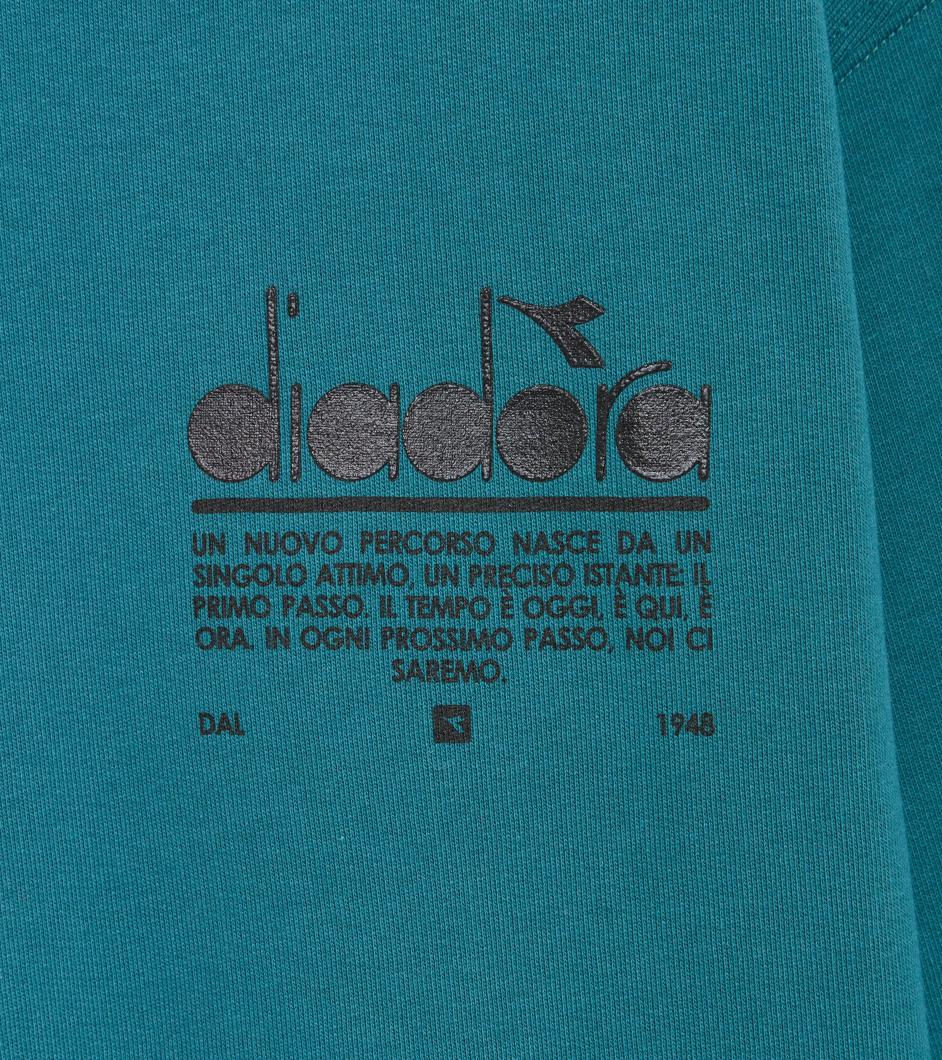 diadora
UN NUOVO PERCORSO NASCE DA UN
SINGOLO ATTIMO, UN PRECISO ISTANTE: IL
PRIMO PASSO. IL TEMPO È OGGI, È QUI, È
ORA. IN OGNI PROSSIMO PASSO, NOI CI
SAREMO.
DAL 1948